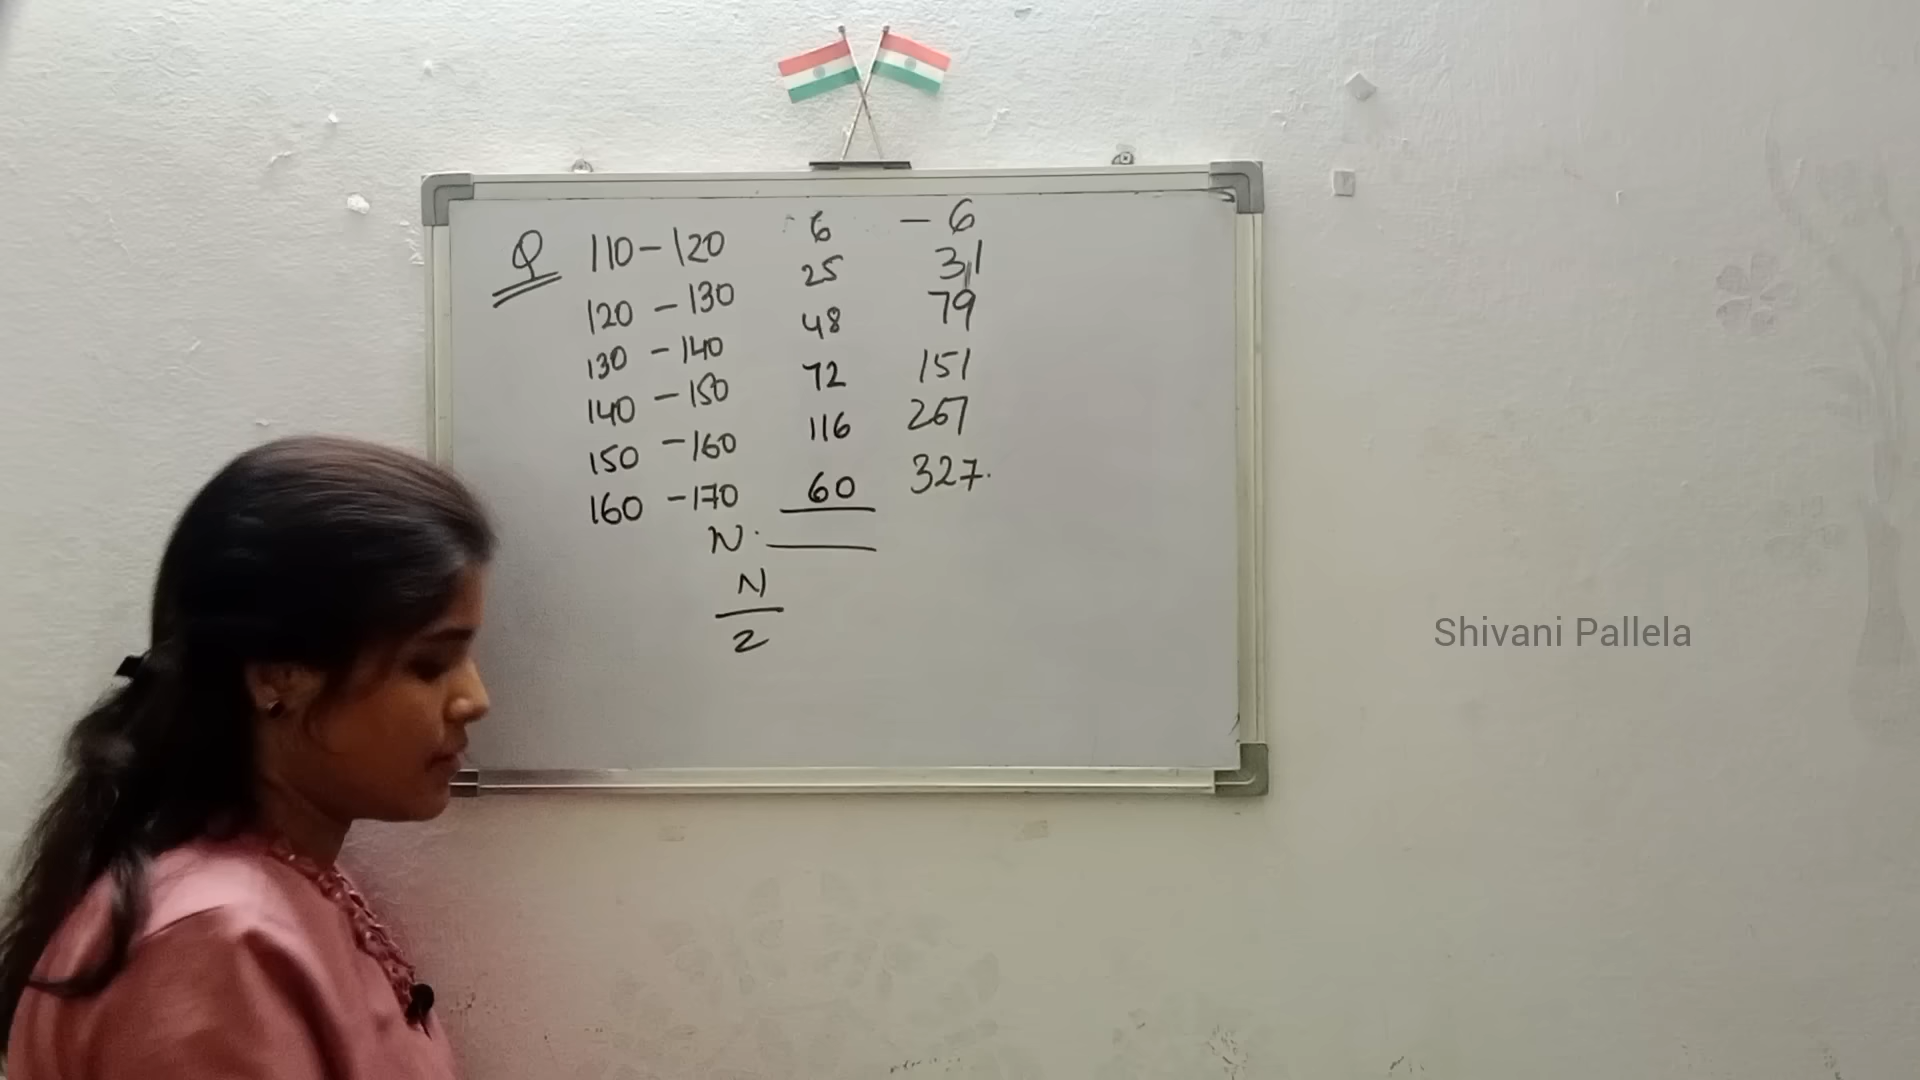 Q 110-120 6 - 6
120 - 130 25 31
130 - 140 48 79
140 - 150 72 151
150 - 160 116 267
160 - 170 60 327.
N.
N
2
Shivani Pallela